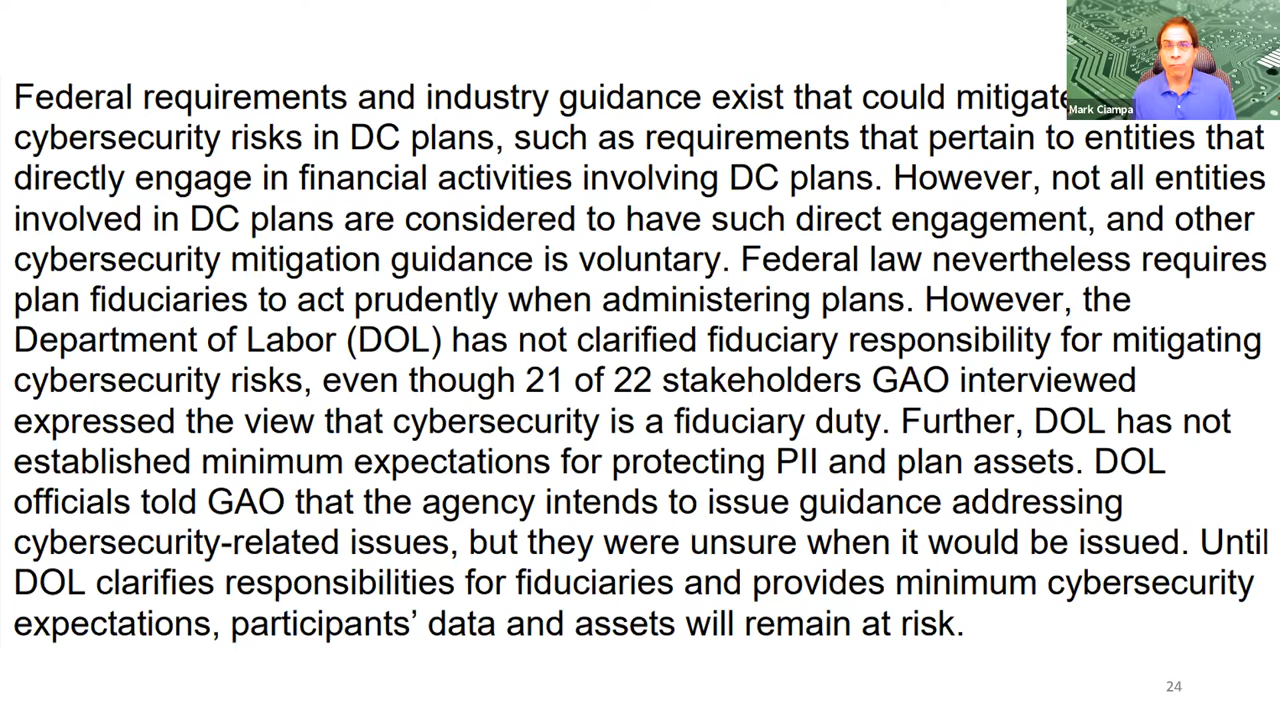 Federal requirements and industry guidance exist that could mitigate
cybersecurity risks in DC plans, such as requirements that pertain to entities that
directly engage in financial activities involving DC plans. However, not all entities
involved in DC plans are considered to have such direct engagement, and other
cybersecurity mitigation guidance is voluntary. Federal law nevertheless requires
plan fiduciaries to act prudently when administering plans. However, the
Department of Labor (DOL) has not clarified fiduciary responsibility for mitigating
cybersecurity risks, even though 21 of 22 stakeholders GAO interviewed
expressed the view that cybersecurity is a fiduciary duty. Further, DOL has not
established minimum expectations for protecting PII and plan assets. DOL
officials told GAO that the agency intends to issue guidance addressing
cybersecurity-related issues, but they were unsure when it would be issued. Until
DOL clarifies responsibilities for fiduciaries and provides minimum cybersecurity
expectations, participants’ data and assets will remain at risk.
Mark Ciampa
24